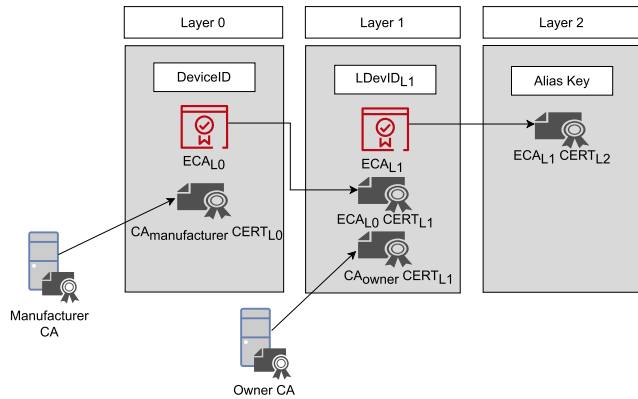 Layer 0
Layer 1
Layer 2
DeviceID
LDevIDL1
Alias Key
ECAL0
ECAL1
ECAL1 CERTL2
CAmanufacturer CERTL0
ECAL0 CERTL1
CAowner CERTL1
Manufacturer
CA
Owner CA